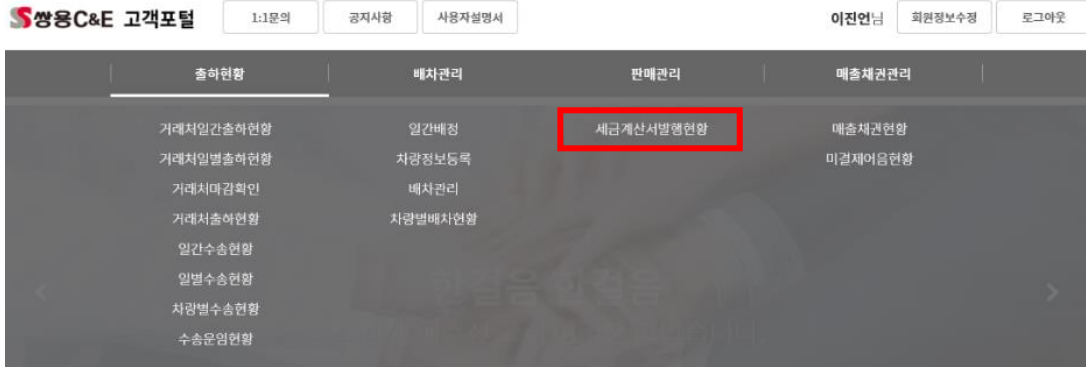 쌍용C&E 고객포털 1:1문의 공지사항 사용자설명서 이진언님 회원정보수정 로그아웃
출하현황 배차관리 판매관리 매출채권관리
거래처일간출하현황 일간배정 세금계산서발행현황 매출채권현황
거래처일별출하현황 차량정보등록 미결제어음현황
거래처마감확인 배차관리
거래처출하현황 차량별배차현황
일간수송현황
일별수송현황
한걸음 한걸음
차량별수송현황
수송운임현황